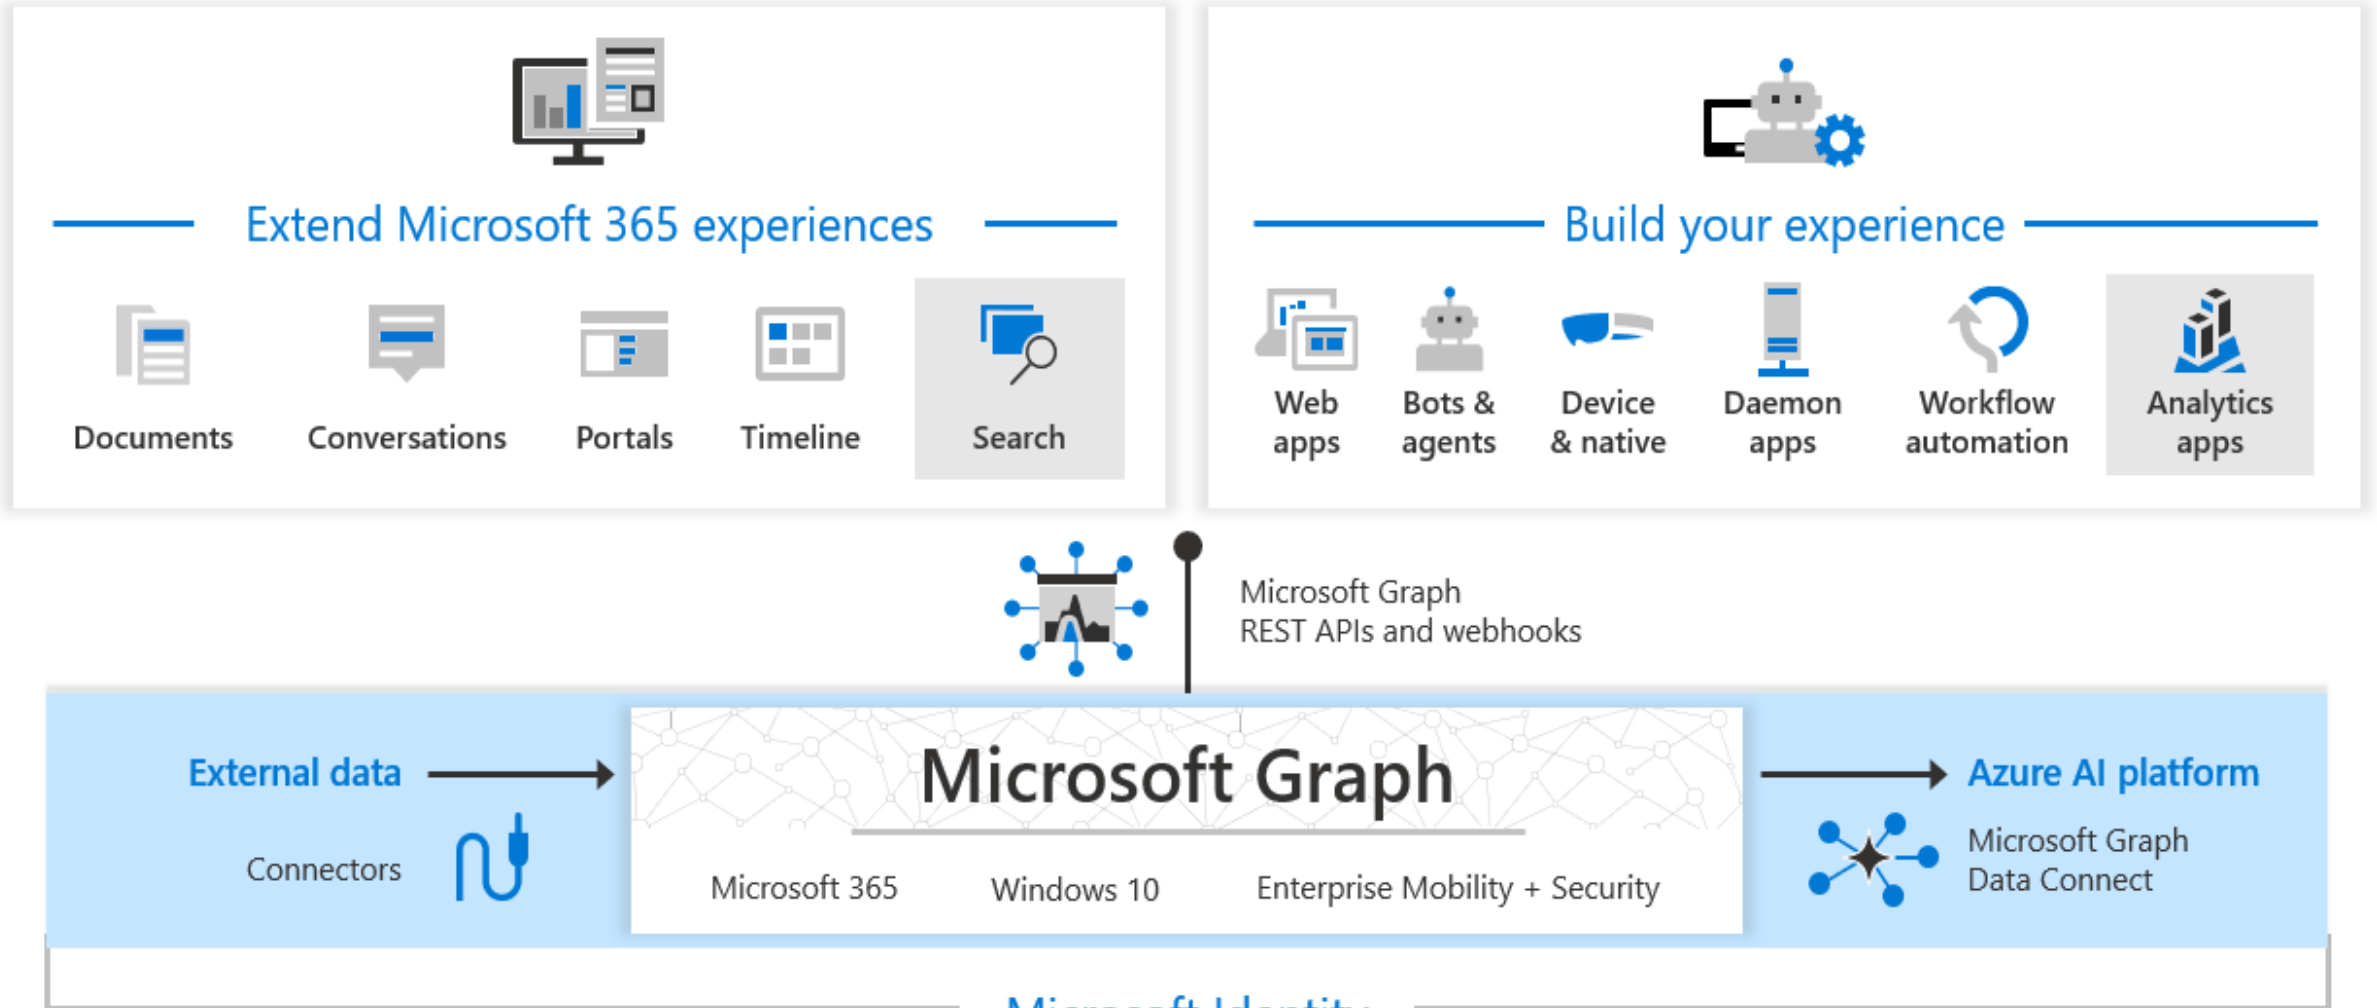 Extend Microsoft 365 experiences
Documents
Conversations
Portals
Timeline
Search
Build your experience
Web
apps
Bots &
agents
Device
& native
Daemon
apps
Workflow
automation
Analytics
apps
Microsoft Graph
REST APIs and webhooks
External data
Connectors
Microsoft Graph
Microsoft 365
Windows 10
Enterprise Mobility + Security
Azure AI platform
Microsoft Graph
Data Connect
Microsoft Identity